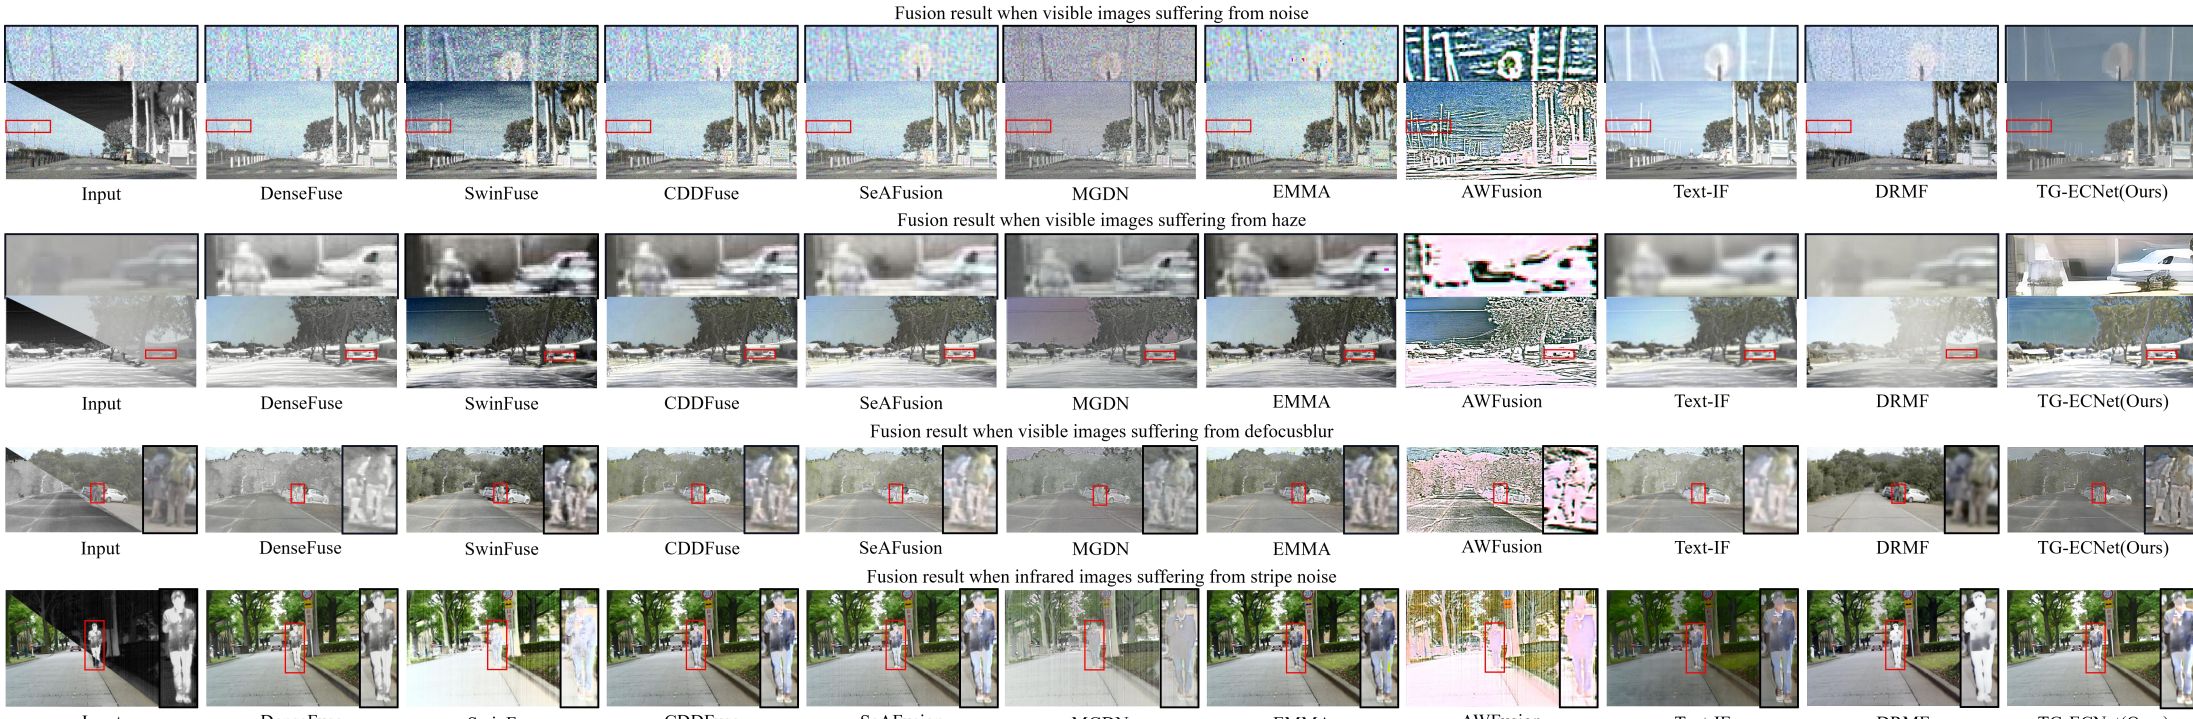 Fusion result when visible images suffering from noise
Input DenseFuse SwinFuse CDDFuse SeAFusion MGDN EMMA AWFusion Text-IF DRMF TG-ECNet(Ours)
Fusion result when visible images suffering from haze
Input DenseFuse SwinFuse CDDFuse SeAFusion MGDN EMMA AWFusion Text-IF DRMF TG-ECNet(Ours)
Fusion result when visible images suffering from defocusblur
Input DenseFuse SwinFuse CDDFuse SeAFusion MGDN EMMA AWFusion Text-IF DRMF TG-ECNet(Ours)
Fusion result when infrared images suffering from stripe noise